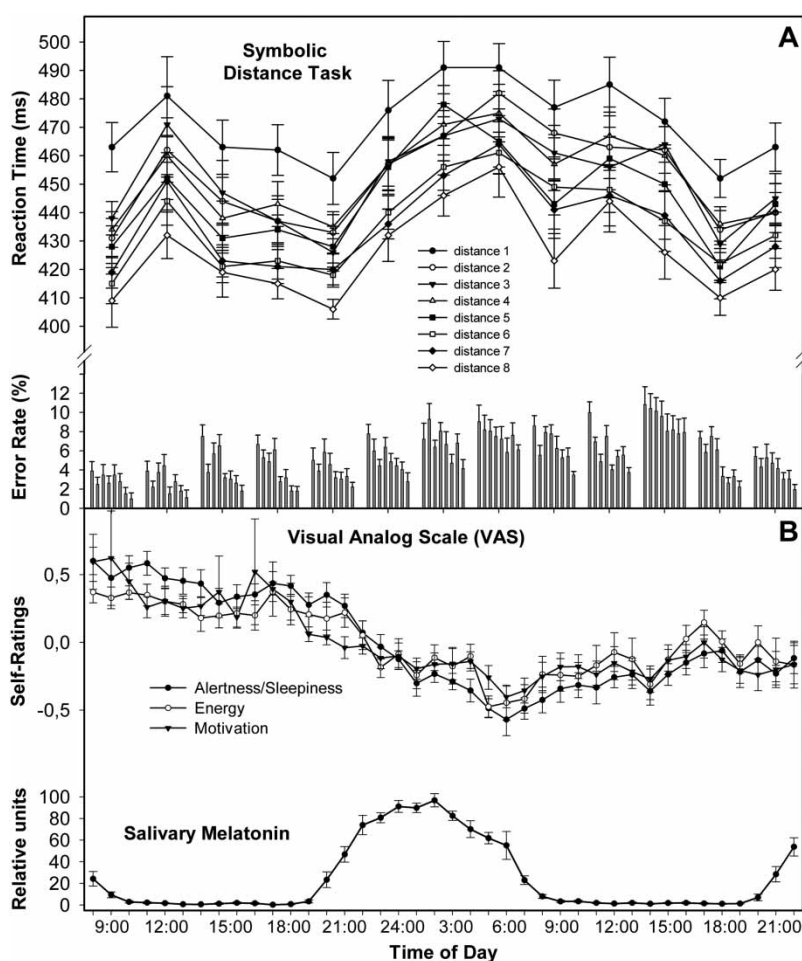 A
Symbolic
Distance Task
Reaction Time (ms)
500
490
480
470
460
450
440
430
420
410
400
distance 1
distance 2
distance 3
distance 4
distance 5
distance 6
distance 7
distance 8
Error Rate (%)
12
10
8
6
4
2
0
B
Visual Analog Scale (VAS)
Self-Ratings
0,5
0,0
-0,5
Alertness/Sleepiness
Energy
Motivation
Salivary Melatonin
Relative units
100
80
60
40
20
0
9:00 12:00 15:00 18:00 21:00 24:00 3:00 6:00 9:00 12:00 15:00 18:00 21:00
Time of Day